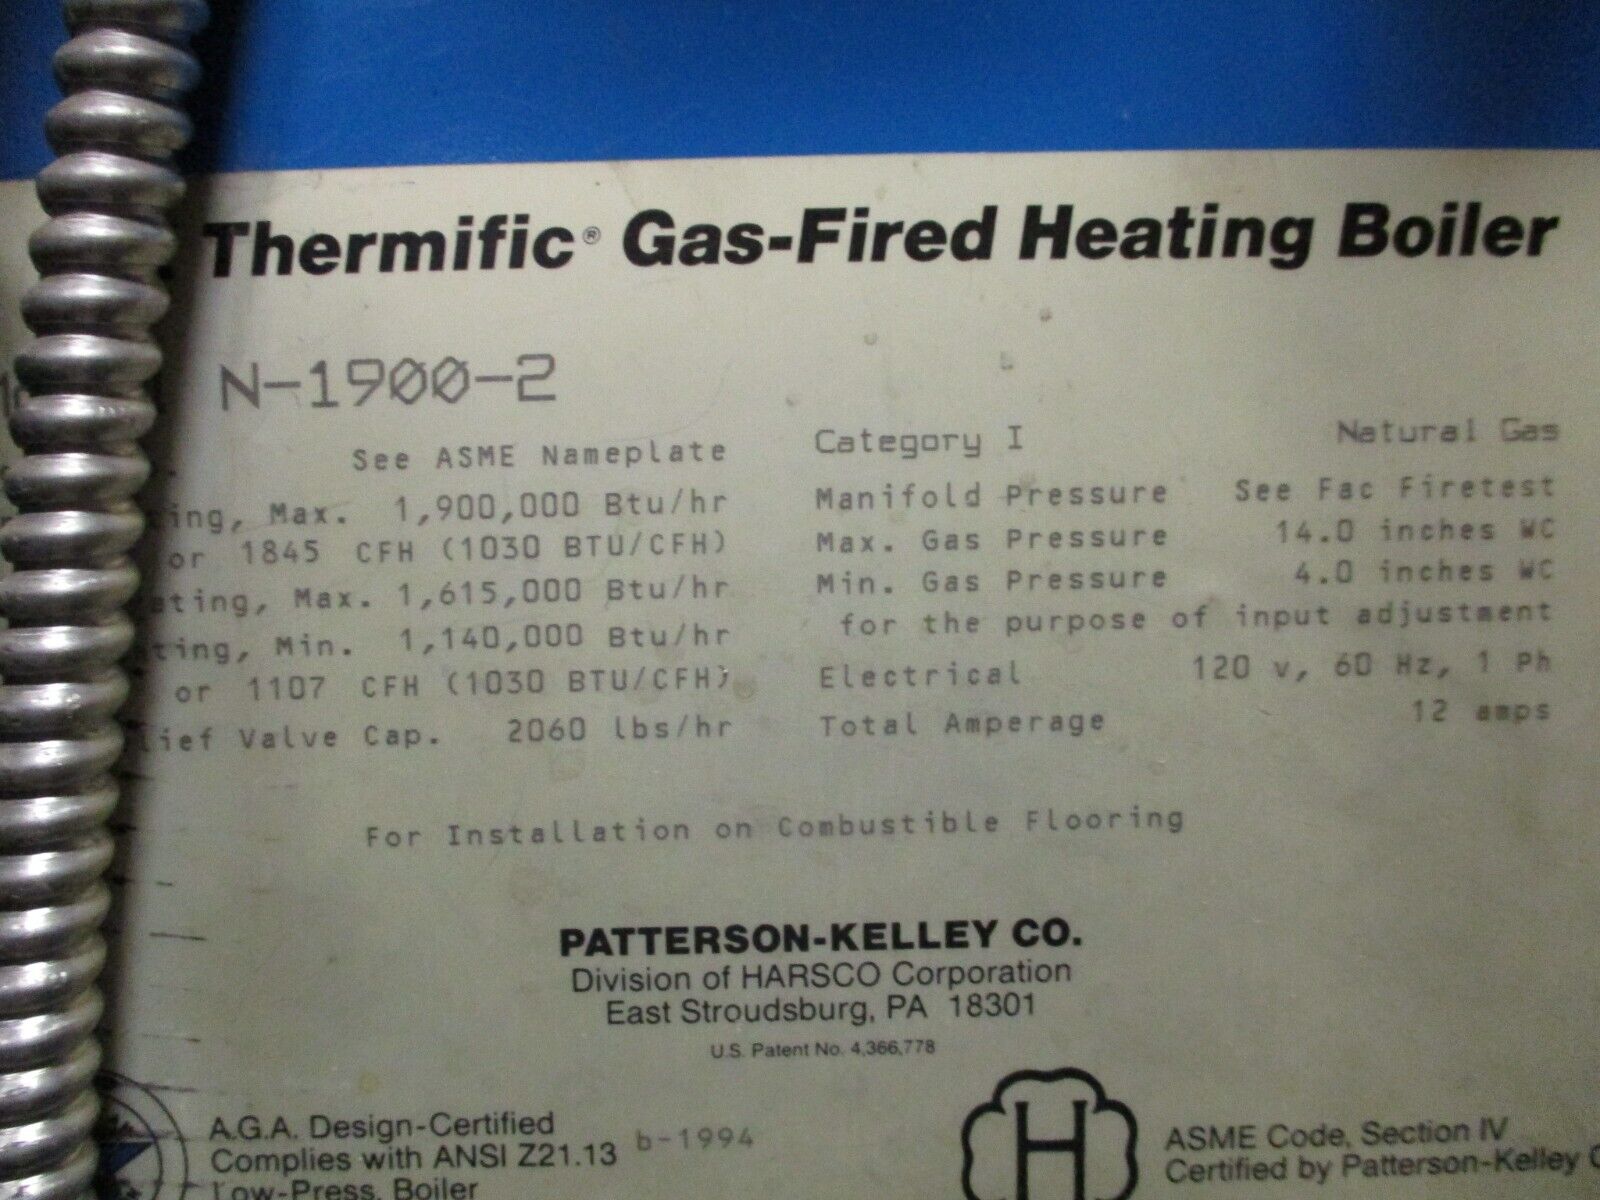 Thermific® Gas-Fired Heating Boiler
N-1900-2
See ASME Nameplate
ing, Max. 1,900,000 Btu/hr
or 1845 CFH (1030 BTU/CFH)
ating, Max. 1,615,000 Btu/hr
ting, Min. 1,140,000 Btu/hr
or 1107 CFH (1030 BTU/CFH)
lief Valve Cap. 2060 lbs/hr
Category I Natural Gas
Manifold Pressure See Fac Firetest
Max. Gas Pressure 14.0 inches WC
Min. Gas Pressure 4.0 inches WC
for the purpose of input adjustment
Electrical 120 v, 60 Hz, 1 Ph
Total Amperage 12 amps
For Installation on Combustible Flooring
PATTERSON-KELLEY CO.
Division of HARSCO Corporation
East Stroudsburg, PA 18301
U.S. Patent No. 4,366,778
A.G.A. Design-Certified
Complies with ANSI Z21.13 b-1994
Low-Press. Boiler
H
ASME Code, Section IV
Certified by Patterson-Kelley C